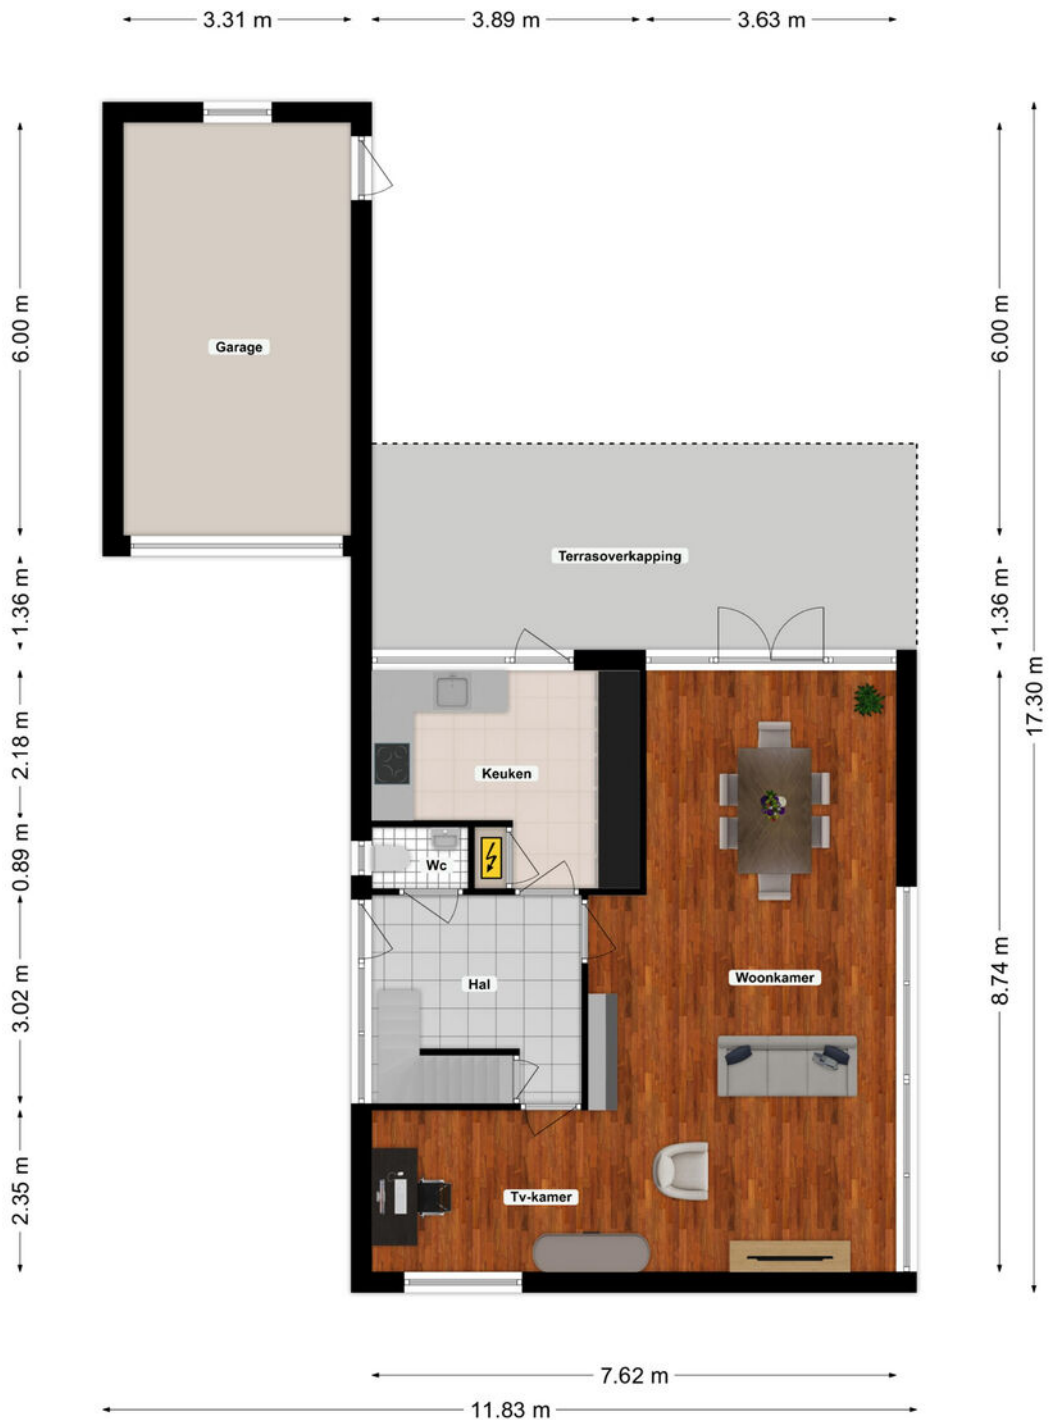 3.31 m
3.89 m
3.63 m
6.00 m
6.00 m
Garage
Terrasoverkapping
1.36 m
1.36 m
17.30 m
2.18 m
Keuken
0.89 m
Wc
8.74 m
Woonkamer
3.02 m
Hal
2.35 m
Tv-kamer
7.62 m
11.83 m